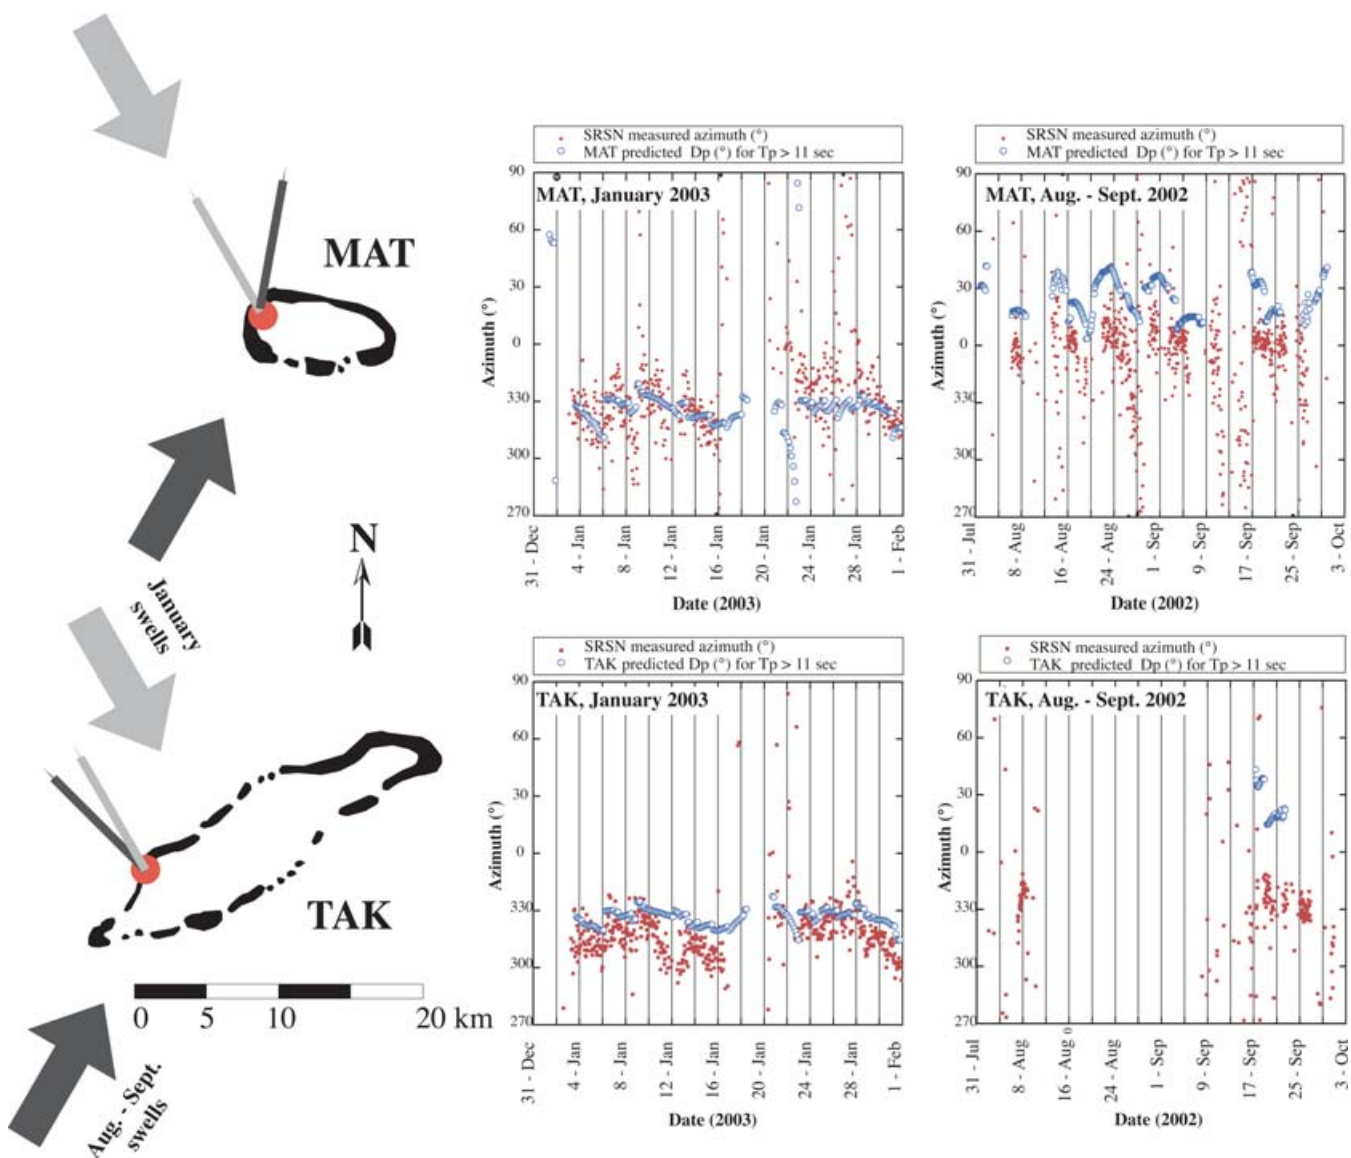 MAT
N
January
swells
TAK
0 5 10 20 km
Aug. - Sept.
swells
SRSN measured azimuth (°)
MAT predicted Dp (°) for Tp > 11 sec
MAT, January 2003
Azimuth (°)
90
60
30
0
330
300
270
31 - Dec
4 - Jan
8 - Jan
12 - Jan
16 - Jan
20 - Jan
24 - Jan
28 - Jan
1 - Feb
Date (2003)
SRSN measured azimuth (°)
MAT predicted Dp (°) for Tp > 11 sec
MAT, Aug. - Sept. 2002
Azimuth (°)
90
60
30
0
330
300
270
31 - Jul
8 - Aug
16 - Aug
24 - Aug
1 - Sep
9 - Sep
17 - Sep
25 - Sep
3 - Oct
Date (2002)
SRSN measured azimuth (°)
TAK predicted Dp (°) for Tp > 11 sec
TAK, January 2003
Azimuth (°)
90
60
30
0
330
300
270
31 - Dec
4 - Jan
8 - Jan
12 - Jan
16 - Jan
20 - Jan
24 - Jan
28 - Jan
1 - Feb
Date (2003)
SRSN measured azimuth (°)
TAK predicted Dp (°) for Tp > 11 sec
TAK, Aug. - Sept. 2002
Azimuth (°)
90
60
30
0
330
300
270
31 - Jul
8 - Aug
16 - Aug
24 - Aug
1 - Sep
9 - Sep
17 - Sep
25 - Sep
3 - Oct
Date (2002)